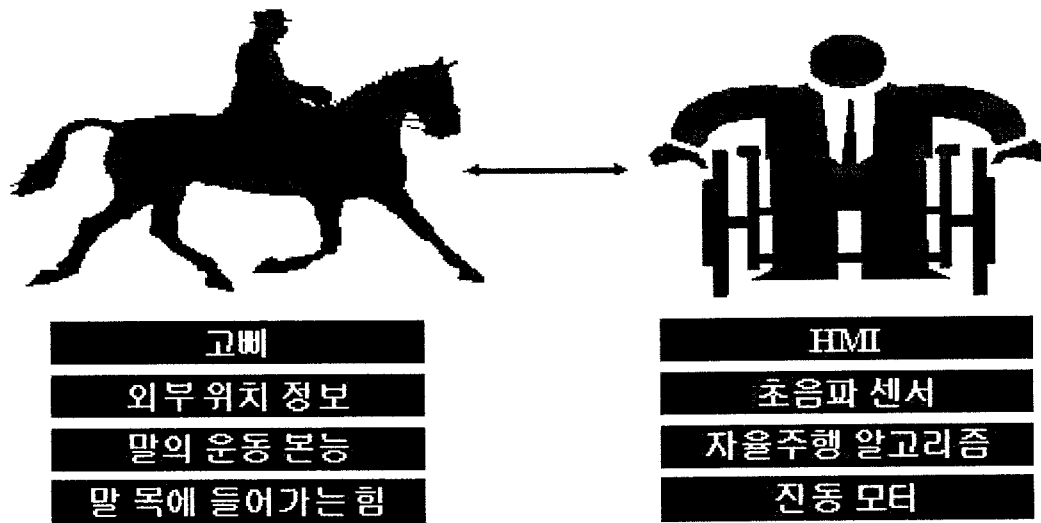 고삐
외부 위치 정보
말의 운동 본능
말 목에 들어가는 힘
HMI
초음파 센서
자율주행 알고리즘
진동 모터